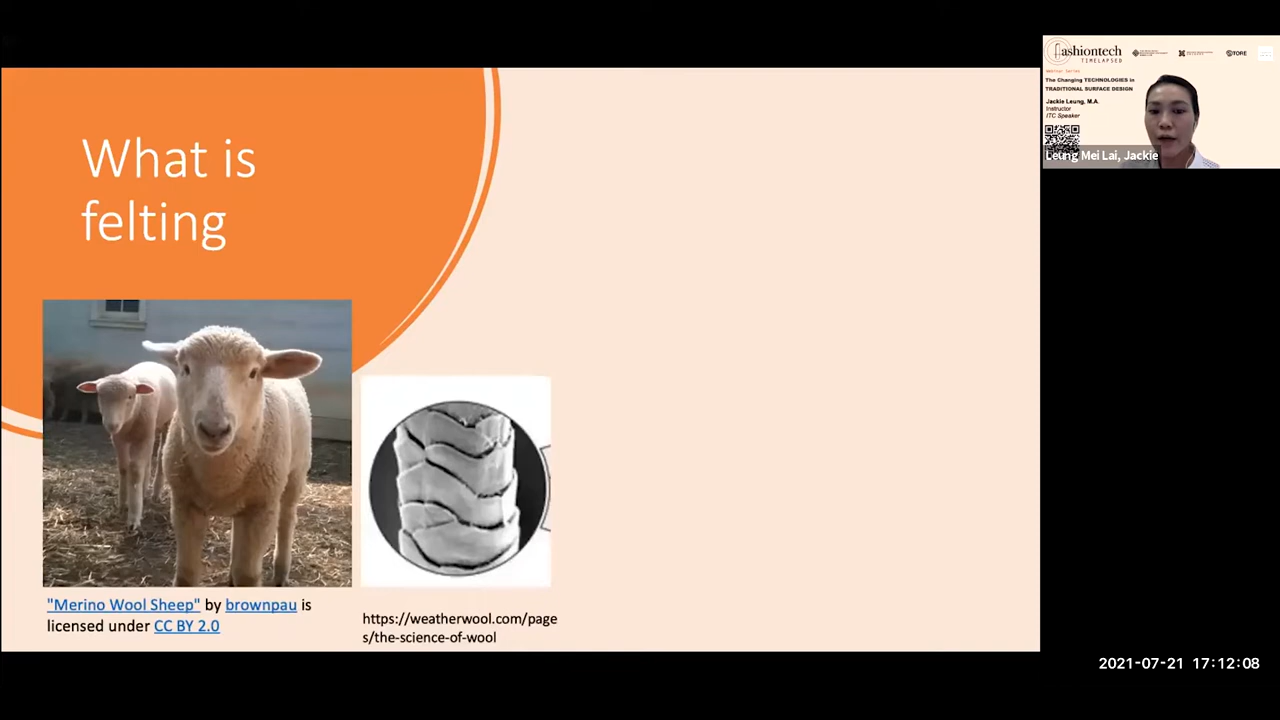 What is
felting
"Merino Wool Sheep" by brownpau is
licensed under CC BY 2.0
https://weatherwool.com/page
s/the-science-of-wool
fashiontech
TIMELAPSED
STORE
The Changing TECHNOLOGIES in
TRADITIONAL SURFACE DESIGN
Jackie Leung, M.A.
Instructor
ITC Speaker
Leung Mei Lai, Jackie
2021-07-21 17:12:08